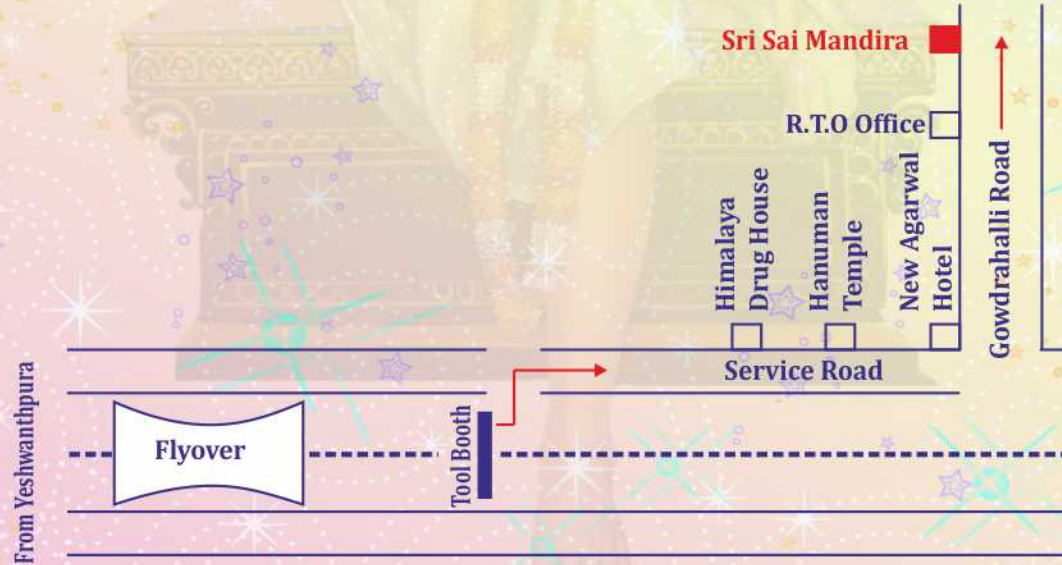 Sri Sai Mandira
R.T.O Office
Himalaya
Drug House
Hanuman
Temple
New Agarwal
Hotel
Gowdrahalli Road
Service Road
From Yeshwanthpura
Flyover
Tool Booth